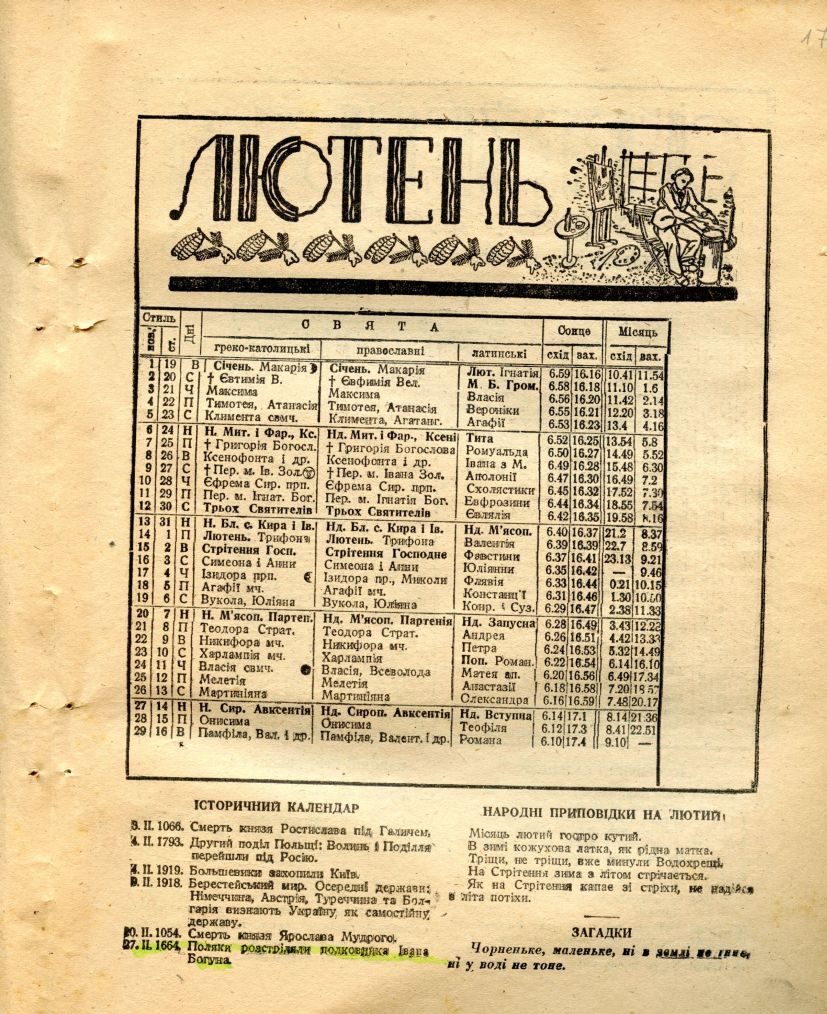 17
ЛЮТЕНЬ
Стиль
нов. ст. Дні
СВЯТА
Сонце Місяць
греко-католицькі православні латинські схід вах. схід вах.
1 19 В Січень. Макарія Січень. Макарія Лют. Ігнатія 6.59 16.16 10.41 11.54
2 20 С † Євтимія В. † Євфимія Вел. М. Б. Гром. 6.58 16.18 11.10 1.6
3 21 Ч Максима Максима Власія 6.56 16.20 11.42 2.14
4 22 П Тимотея, Атанасія Тимотея, Атанасія Вероніки 6.55 16.21 12.20 3.18
5 23 С Климента свмч. Климента, Агатанг. Агафії 6.53 16.23 13.4 4.16
6 24 Н Н. Мит. і Фар., Кс. Нд. Мит. і Фар., Ксені Тита 6.52 16.25 13.54 5.8
7 25 П † Григорія Богосл. † Григорія Богослова Ромуальда 6.50 16.27 14.49 5.52
8 26 В Ксенофонта і др. Ксенофонта і др. Івана з М. 6.49 16.28 15.48 6.30
9 27 С † Пер. м. Ів. Зол. † Пер. м. Івана Зол. Аполонії 6.47 16.30 16.49 7.2
10 28 Ч Єфрема Сир. прп. Єфрема Сир. прп. Схолястики 6.45 16.32 17.52 7.30
11 29 П Пер. м. Ігнат. Бог. Пер. м. Ігнатія Бог. Евфрозини 6.44 16.34 18.55 7.54
12 30 С Трьох Святителів Трьох Святителів Євлялія 6.42 16.35 19.58 8.16
13 31 Н Н. Бл. с. Кира і Ів. Нд. Бл. с. Кира і Ів. Нд. М'ясоп. 6.40 16.37 21.2 8.37
14 1 П Лютень. Трифона Лютень. Трифона Валентія 6.39 16.39 22.7 8.59
15 2 В Стрітення Госп. Стрітення Господне Фавстини 6.37 16.41 23.13 9.21
16 3 С Симеона і Анни Симеона і Анни Юліянни 6.35 16.42 — 9.46
17 4 Ч Ізидора прп. Ізидора пр., Миколи Флявія 6.33 16.44 0.21 10.15
18 5 П Агафії мч. Агафії мч. Констанції 6.31 16.46 1.30 10.50
19 6 С Вукола, Юліяна Вукола, Юліяна Конр. і Суз. 6.29 16.47 2.38 11.33
20 7 Н Н. М'ясоп. Партеп. Нд. М'ясоп. Партенія Нд. Запусна 6.28 16.49 3.43 12.22
21 8 П Теодора Страт. Теодора Страт. Андрея 6.26 16.51 4.42 13.33
22 9 В Никифора мч. Никифора мч. Петра 6.24 16.53 5.32 14.49
23 10 С Харлампія мч. Харлампія Поп. Роман. 6.22 16.54 6.14 16.10
24 11 Ч Власія свмч. Власія, Всеволода Матея ап. 6.20 16.56 6.49 17.34
25 12 П Мелетія Мелетія Анастазії 6.18 16.58 7.20 18.57
26 13 С Мартиніяна Мартиніяна Олександра 6.16 16.59 7.48 20.17
27 14 Н Н. Сир. Авксентія Нд. Сироп. Авксентія Нд. Вступна 6.14 17.1 8.14 21.36
28 15 П Онисима Онисима Теофіля 6.12 17.3 8.41 22.51
29 16 В Памфіла, Вал. і др. Памфіла, Валент. і др. Романа 6.10 17.4 9.10 —
ІСТОРИЧНИЙ КАЛЕНДАР
3. II. 1066. Смерть князя Ростислава під Галичем.
4. II. 1793. Другий поділ Польщі: Волинь і Поділля
перейшли під Росію.
4. II. 1919. Большевики захопили Київ.
9. II. 1918. Берестейський мир. Осередні держави:
Німеччина, Австрія, Туреччина та Бол-
гарія визнають Україну, як самостійну
державу.
20. II. 1054. Смерть князя Ярослава Мудрого.
27. II. 1664. Поляки розстріляли полковника Івана
Богуна.
НАРОДНІ ПРИПОВІДКИ НА ЛЮТИЙ:
Місяць лютий гостро кутий.
В зимі кожухова латка, як рідна матка.
Тріщи, не тріщи, вже минули Водохрещі.
На Стрітення зима з літом стрічається.
Як на Стрітення капає зі стріхи, не надійся
в літа потіхи.
ЗАГАДКИ
Чорненьке, маленьке, ні в землі не гине,
ні у воді не тоне.